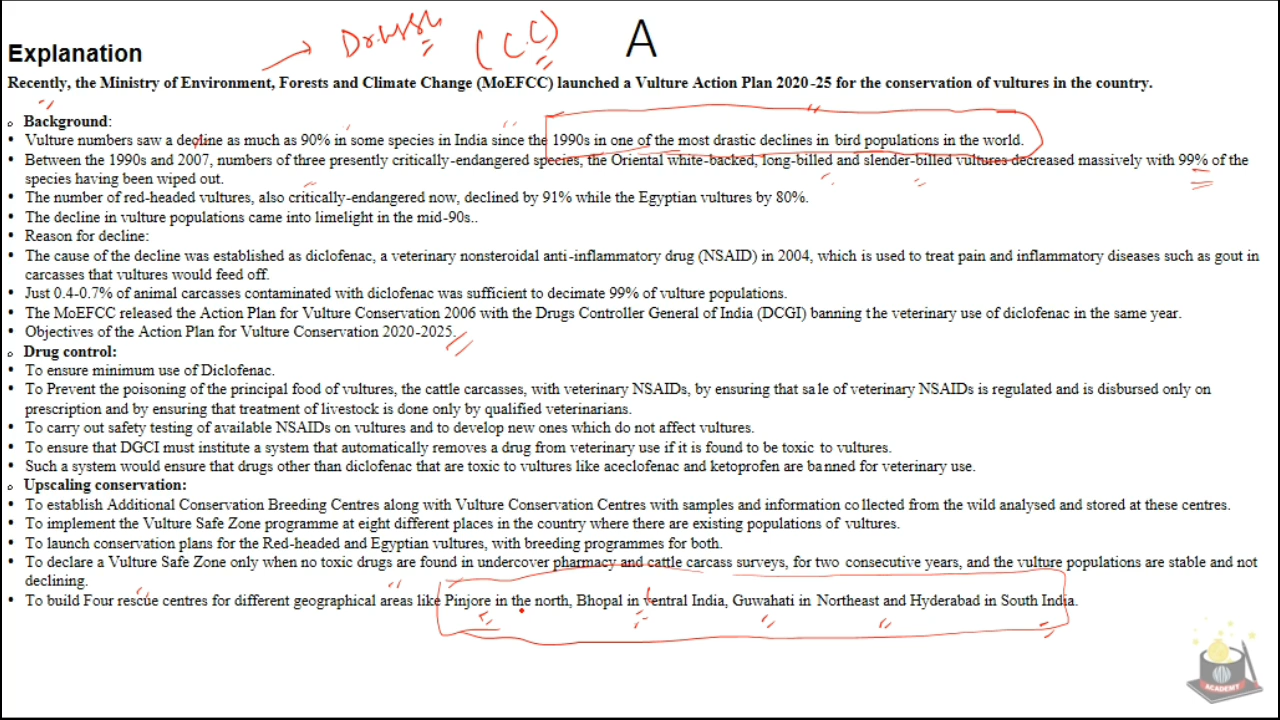 A
(C.C)
Explanation
Recently, the Ministry of Environment, Forests and Climate Change (MoEFCC) launched a Vulture Action Plan 2020-25 for the conservation of vultures in the country.
Background:
• Vulture numbers saw a decline as much as 90% in some species in India since the 1990s in one of the most drastic declines in bird populations in the world.
• Between the 1990s and 2007, numbers of three presently critically-endangered species, the Oriental white-backed, long-billed and slender-billed vultures decreased massively with 99% of the
species having been wiped out.
• The number of red-headed vultures, also critically-endangered now, declined by 91% while the Egyptian vultures by 80%.
• The decline in vulture populations came into limelight in the mid-90s..
• Reason for decline:
• The cause of the decline was established as diclofenac, a veterinary nonsteroidal anti-inflammatory drug (NSAID) in 2004, which is used to treat pain and inflammatory diseases such as gout in
carcasses that vultures would feed off.
• Just 0.4-0.7% of animal carcasses contaminated with diclofenac was sufficient to decimate 99% of vulture populations.
• The MoEFCC released the Action Plan for Vulture Conservation 2006 with the Drugs Controller General of India (DCGI) banning the veterinary use of diclofenac in the same year.
• Objectives of the Action Plan for Vulture Conservation 2020-2025.
Drug control:
• To ensure minimum use of Diclofenac.
• To Prevent the poisoning of the principal food of vultures, the cattle carcasses, with veterinary NSAIDs, by ensuring that sale of veterinary NSAIDs is regulated and is disbursed only on
prescription and by ensuring that treatment of livestock is done only by qualified veterinarians.
• To carry out safety testing of available NSAIDs on vultures and to develop new ones which do not affect vultures.
• To ensure that DGCI must institute a system that automatically removes a drug from veterinary use if it is found to be toxic to vultures.
• Such a system would ensure that drugs other than diclofenac that are toxic to vultures like aceclofenac and ketoprofen are banned for veterinary use.
Upscaling conservation:
• To establish Additional Conservation Breeding Centres along with Vulture Conservation Centres with samples and information collected from the wild analysed and stored at these centres.
• To implement the Vulture Safe Zone programme at eight different places in the country where there are existing populations of vultures.
• To launch conservation plans for the Red-headed and Egyptian vultures, with breeding programmes for both.
• To declare a Vulture Safe Zone only when no toxic drugs are found in undercover pharmacy and cattle carcass surveys, for two consecutive years, and the vulture populations are stable and not
declining.
• To build Four rescue centres for different geographical areas like Pinjore in the north, Bhopal in central India, Guwahati in Northeast and Hyderabad in South India.
ACADEMY